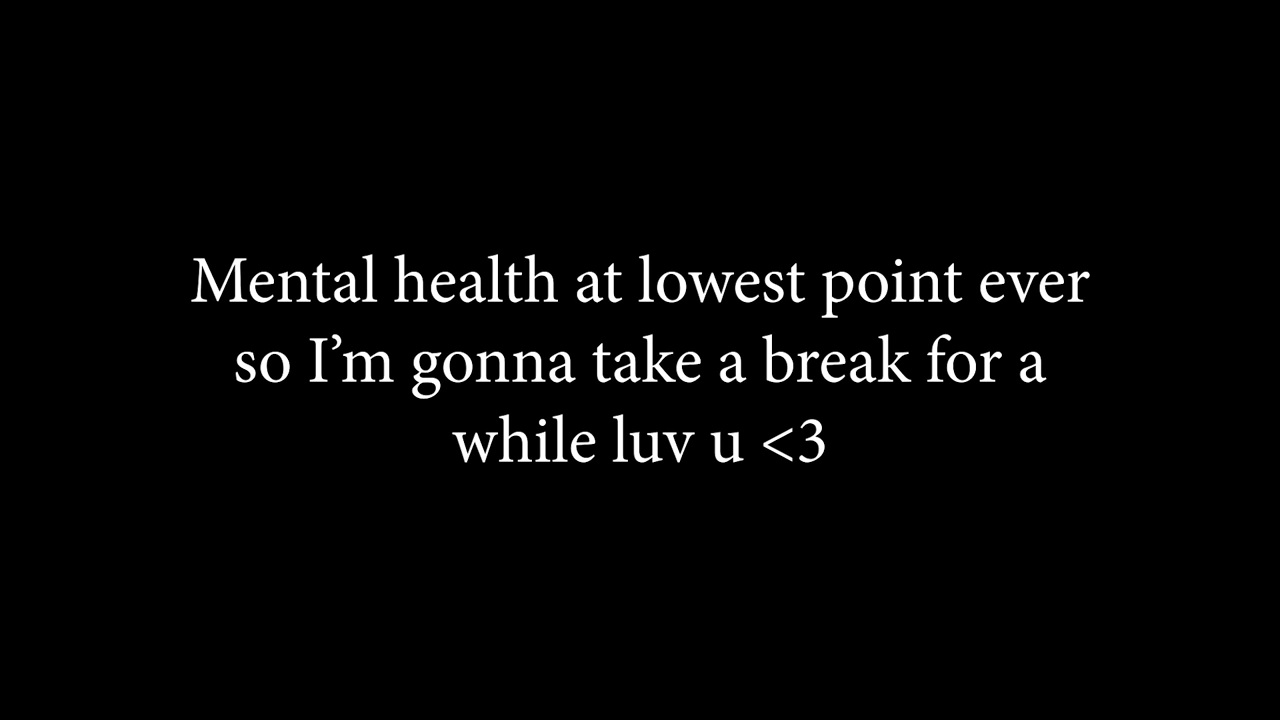 Mental health at lowest point ever
so I’m gonna take a break for a
while luv u <3